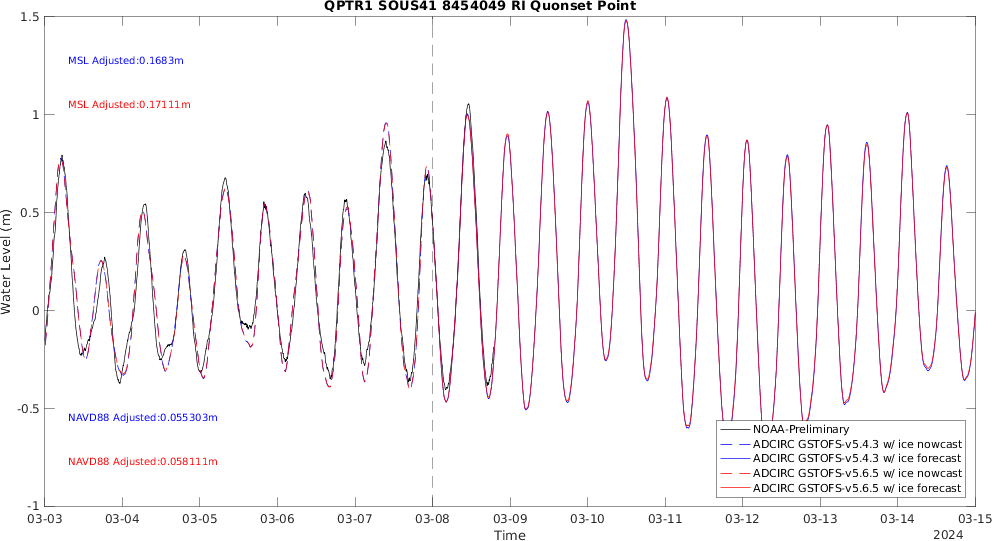 QPTR1 SOUS41 8454049 RI Quonset Point
1.5
MSL Adjusted:0.1683m
MSL Adjusted:0.17111m
1
0.5
Water Level (m)
0
-0.5
NAVD88 Adjusted:0.055303m
NAVD88 Adjusted:0.058111m
NOAA-Preliminary
ADCIRC GSTOFS-v5.4.3 w/ ice nowcast
ADCIRC GSTOFS-v5.4.3 w/ ice forecast
ADCIRC GSTOFS-v5.6.5 w/ ice nowcast
ADCIRC GSTOFS-v5.6.5 w/ ice forecast
-1
03-03 03-04 03-05 03-06 03-07 03-08 03-09 03-10 03-11 03-12 03-13 03-14 03-15
Time
2024